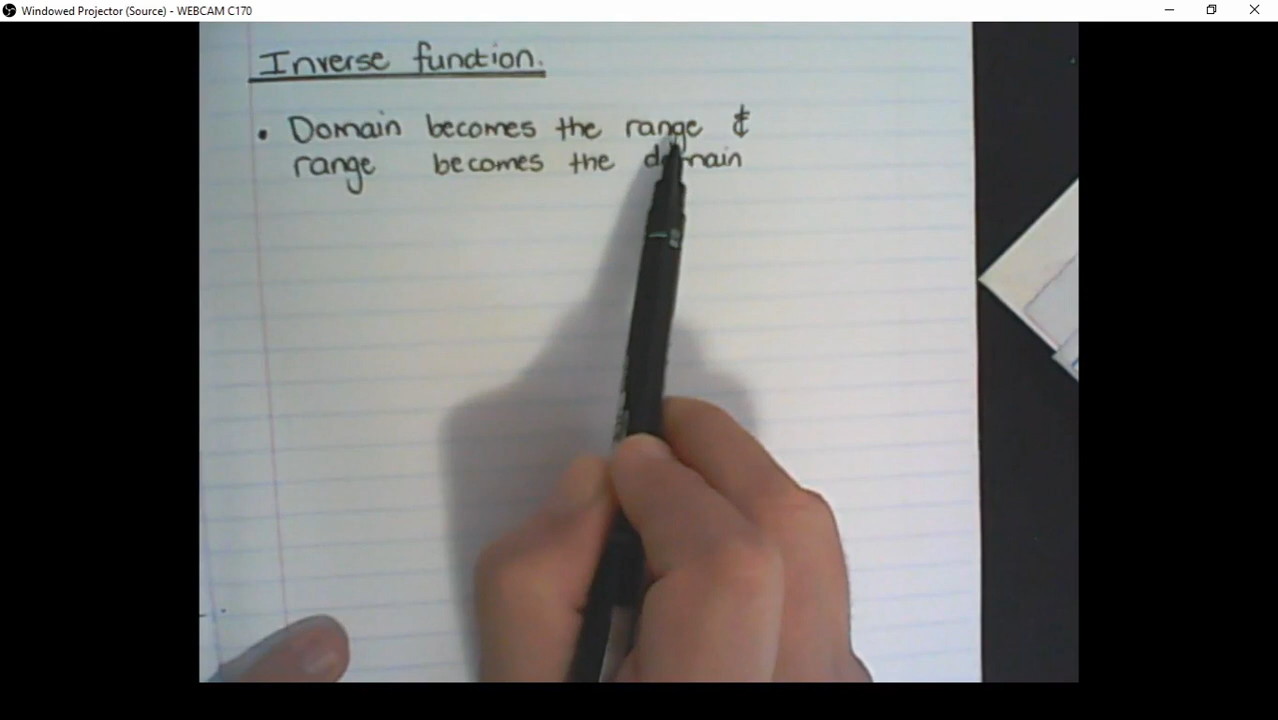 Windowed Projector (Source) - WEBCAM C170
Inverse function.
• Domain becomes the range &
range becomes the domain